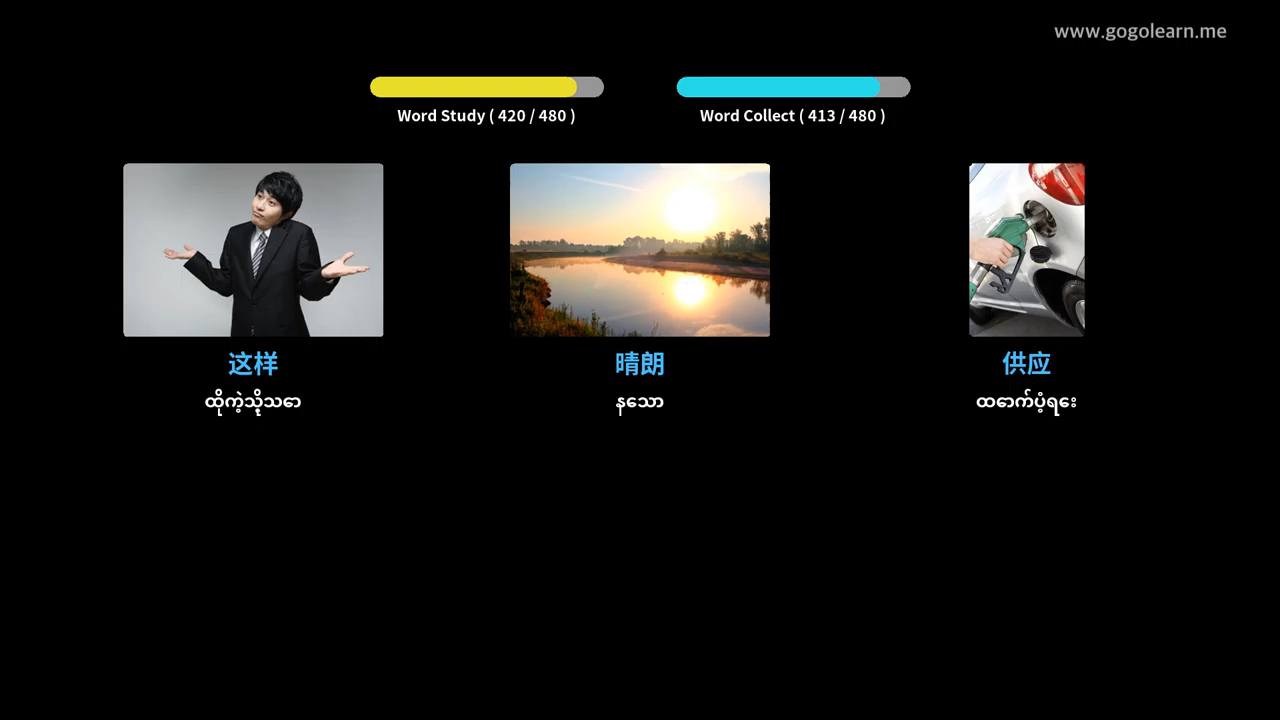 www.gogolearn.me
Word Study ( 420 / 480 )
Word Collect ( 413 / 480 )
这样
晴朗
供应
ထိုကဲ့သို့သော
နသော
ထောက်ပံ့ရေး